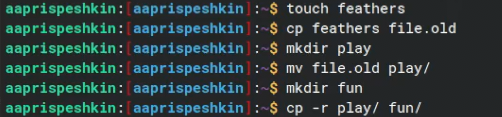 aaprispeshkin:[aaprispeshkin]:~$ touch feathers
aaprispeshkin:[aaprispeshkin]:~$ cp feathers file.old
aaprispeshkin:[aaprispeshkin]:~$ mkdir play
aaprispeshkin:[aaprispeshkin]:~$ mv file.old play/
aaprispeshkin:[aaprispeshkin]:~$ mkdir fun
aaprispeshkin:[aaprispeshkin]:~$ cp -r play/ fun/